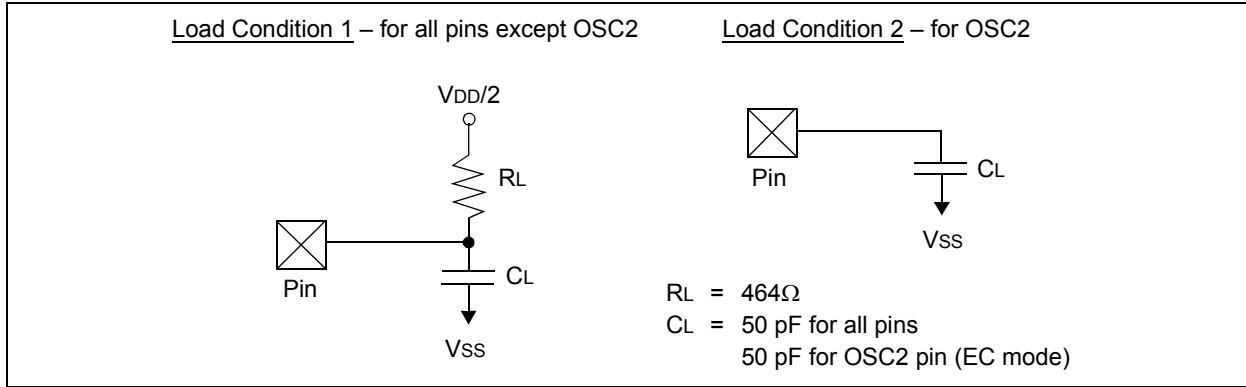 Load Condition 1 – for all pins except OSC2
VDD/2
RL
Pin
CL
VSS
Load Condition 2 – for OSC2
Pin
CL
VSS
RL = 464Ω
CL = 50 pF for all pins
50 pF for OSC2 pin (EC mode)